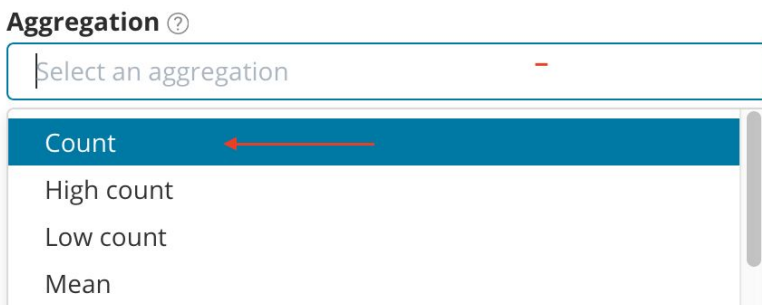 Aggregation ?
Select an aggregation
Count
High count
Low count
Mean